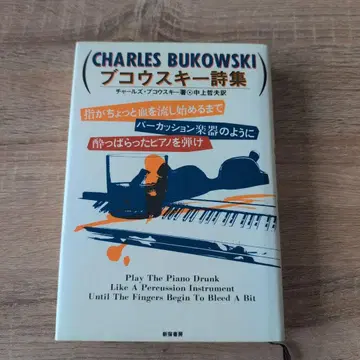 (CHARLES BUKOWSKI)
ブコウスキー詩集
チャールズ・ブコウスキー著●中上哲夫訳
指がちょっと血を流し始めるまで
パーカッション楽器のように
酔っぱらったピアノを弾け
Play The Piano Drunk
Like A Percussion Instrument
Until The Fingers Begin To Bleed A Bit
新宿書房